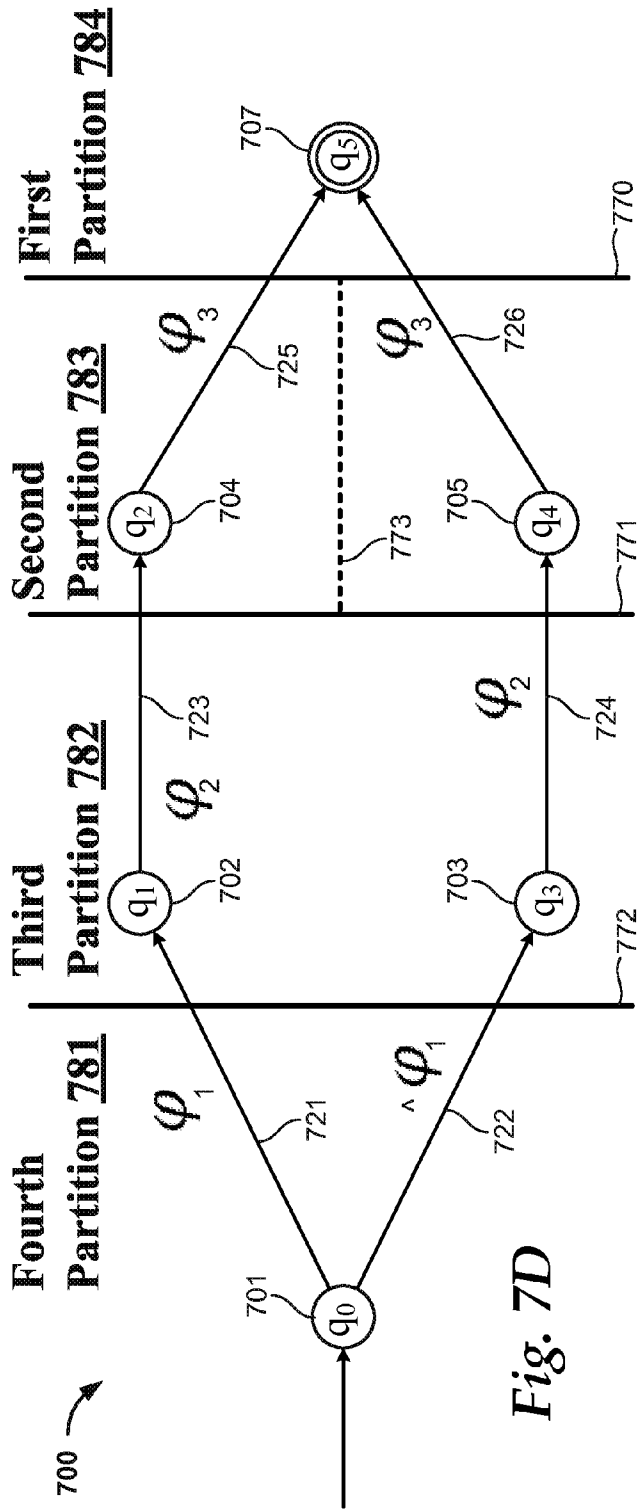 700
Fourth
Partition 781
Third
Partition 782
Second
Partition 783
First
Partition 784
φ1
φ2
φ3
q1
q2
702
704
721
723
725
701
q0
773
707
q5
^ φ1
φ2
φ3
722
703
q3
724
705
q4
726
772
771
770
Fig. 7D